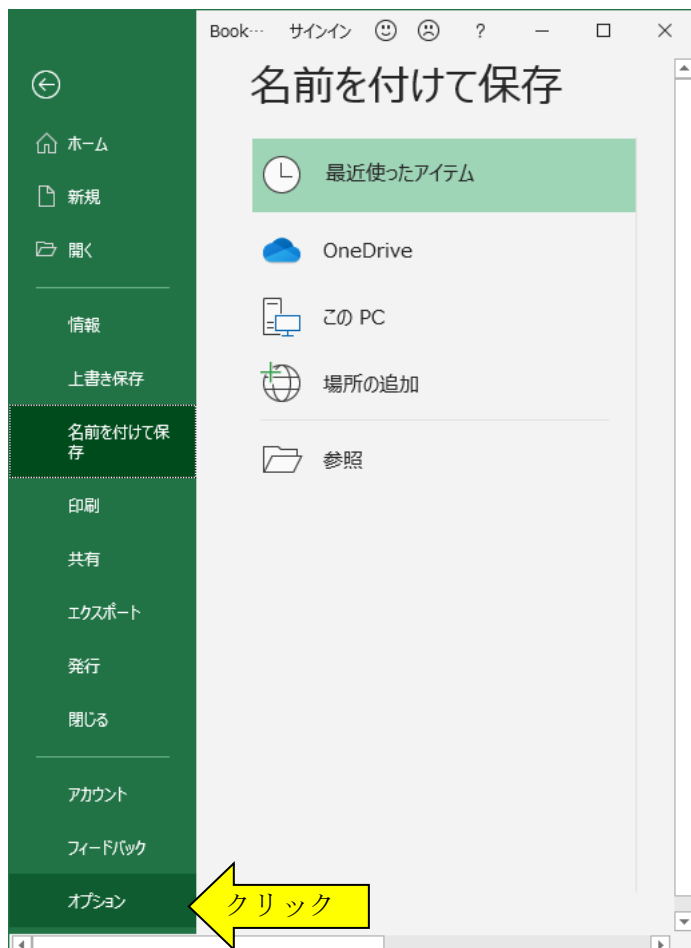 Book… サインイン ?
名前を付けて保存
ホーム
新規
開く
情報
上書き保存
名前を付けて保
存
印刷
共有
エクスポート
発行
閉じる
アカウント
フィードバック
オプション
最近使ったアイテム
OneDrive
この PC
場所の追加
参照
クリック